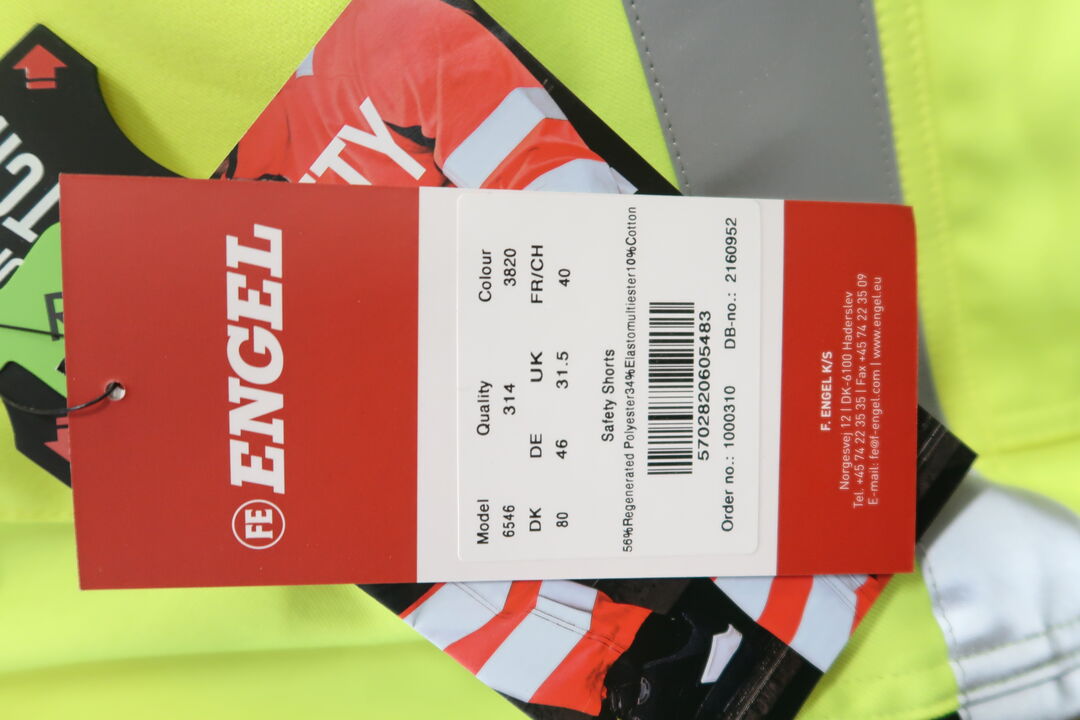 FE ENGEL
Model Quality Colour
6546 314 3820
DK DE UK FR/CH
80 46 31.5 40
Safety Shorts
56%Regenerated Polyester34%Elastomultiester10%Cotton
5702820605483
Order no.: 1000310 DB-no.: 2160952
F. ENGEL K/S
Norgesvej 12 | DK-6100 Haderslev
Tel. +45 74 22 35 35 | Fax +45 74 22 35 09
E-mail: fe@f-engel.com | www.engel.eu